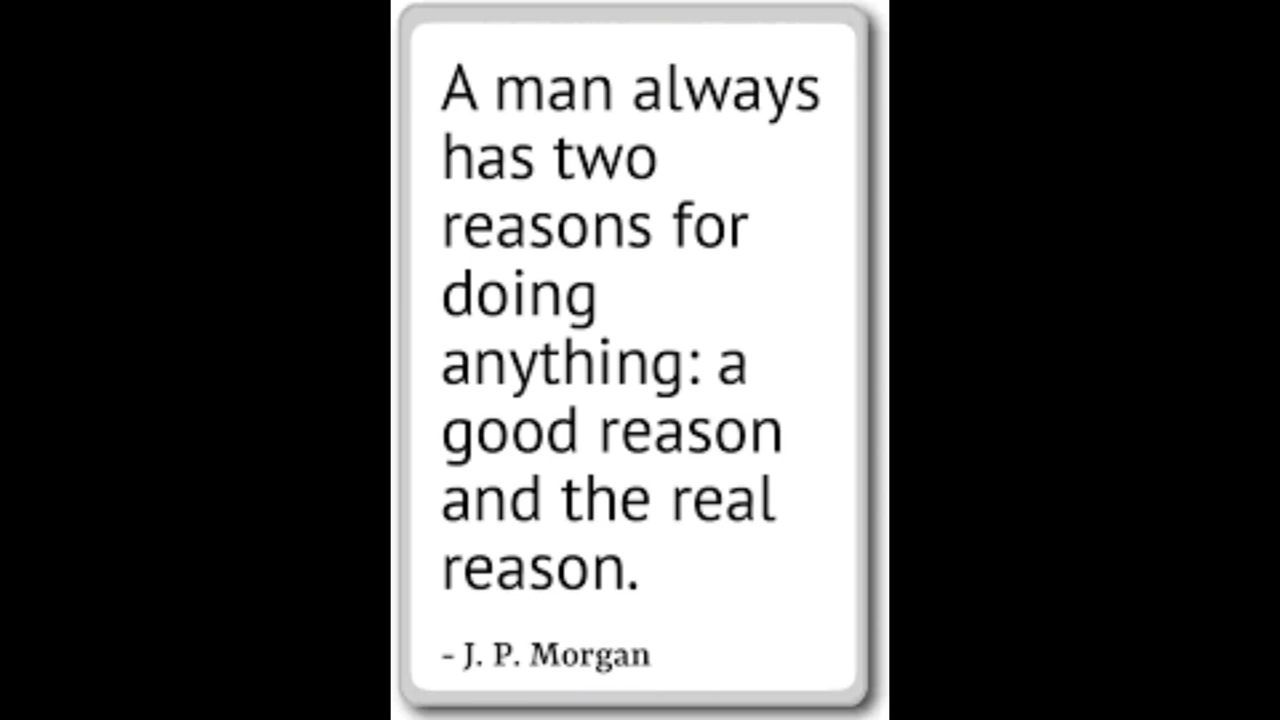 A man always
has two
reasons for
doing
anything: a
good reason
and the real
reason.
- J. P. Morgan